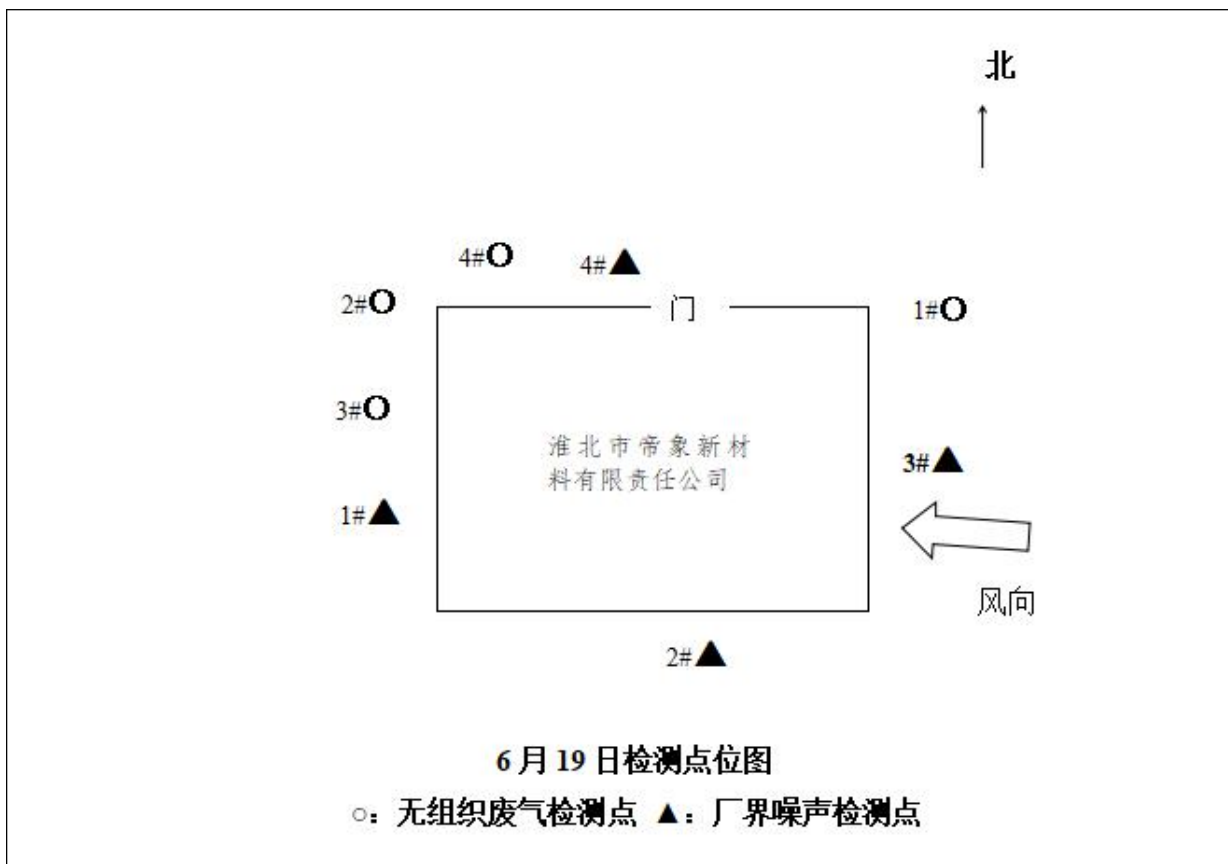 北
4#O
4#▲
2#O
门
1#O
3#O
淮北市帝象新材
料有限责任公司
3#▲
1#▲
风向
2#▲
6月19日检测点位图
○：无组织废气检测点 ▲：厂界噪声检测点